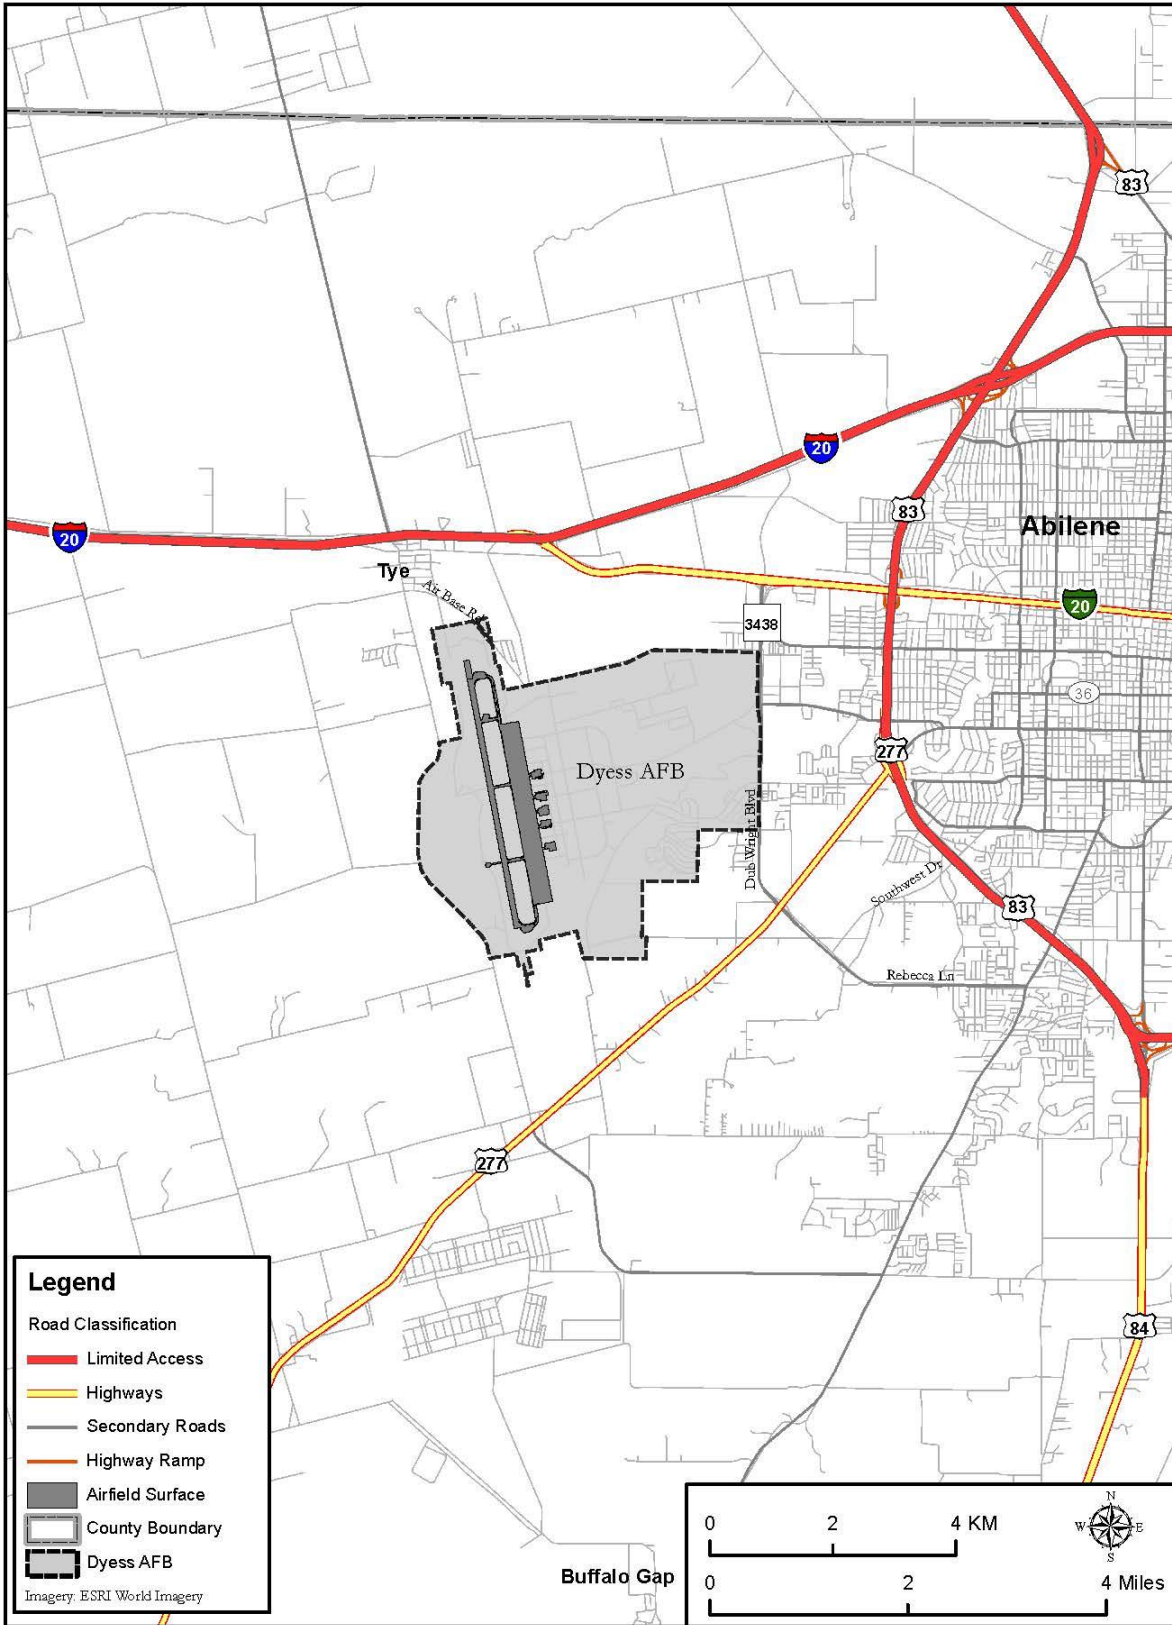 83
20
83
Abilene
20
Tye
Air Base R
20
3438
36
277
Dyess AFB
Dub Wright Blvd
Southwest Dr
83
Rebecca Ln
277
84
Legend
Road Classification
Limited Access
Highways
Secondary Roads
Highway Ramp
Airfield Surface
County Boundary
Dyess AFB
Imagery: ESRI World Imagery
Buffalo Gap
0 2 4 KM
N
W E
S
0 2 4 Miles